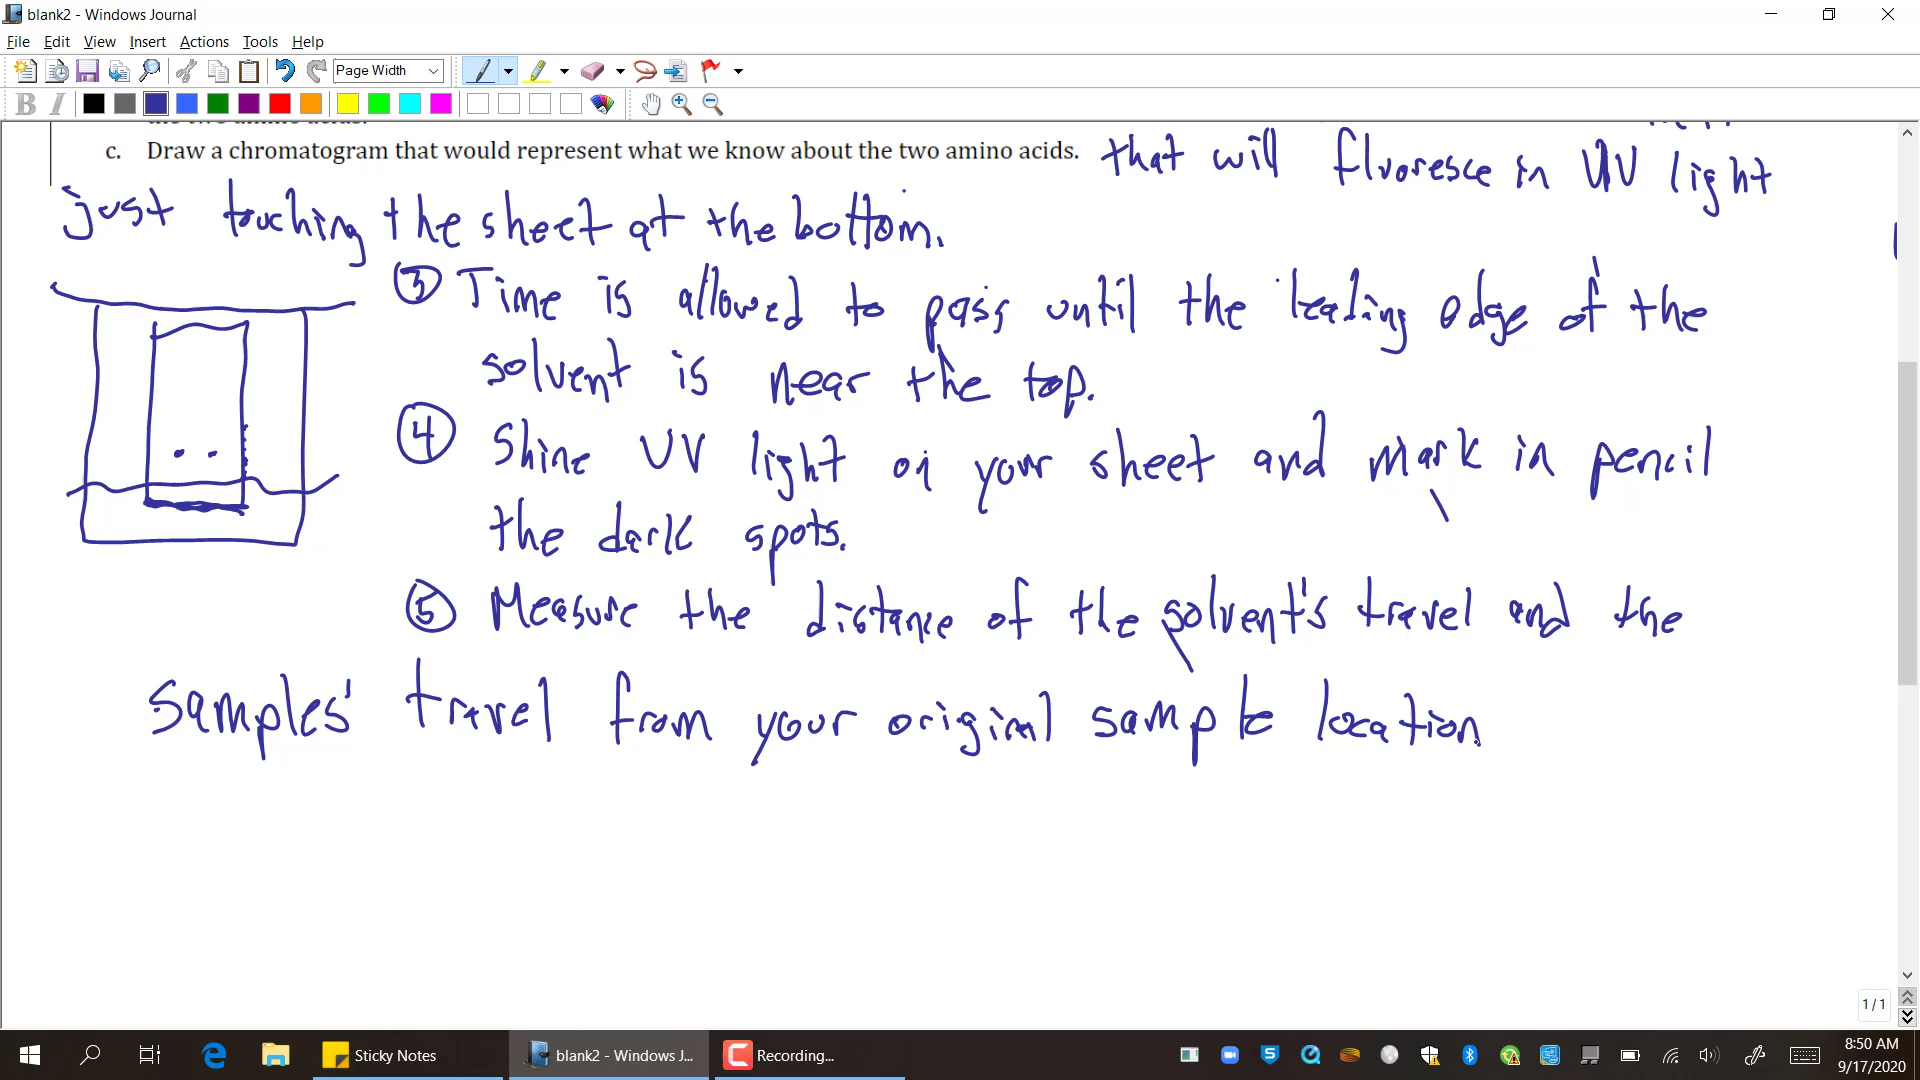 blank2 - Windows Journal
File Edit View Insert Actions Tools Help
Page Width
B I
c. Draw a chromatogram that would represent what we know about the two amino acids. that will fluoresce in UV light
just touching the sheet at the bottom.
③ Time is allowed to pass until the leading edge of the
solvent is near the top.
④ Shine UV light on your sheet and mark in pencil
the dark spots.
⑤ Measure the distance of the solvent's travel and the
samples' travel from your original sample location
1 / 1
Sticky Notes blank2 - Windows J... Recording... 8:50 AM
9/17/2020